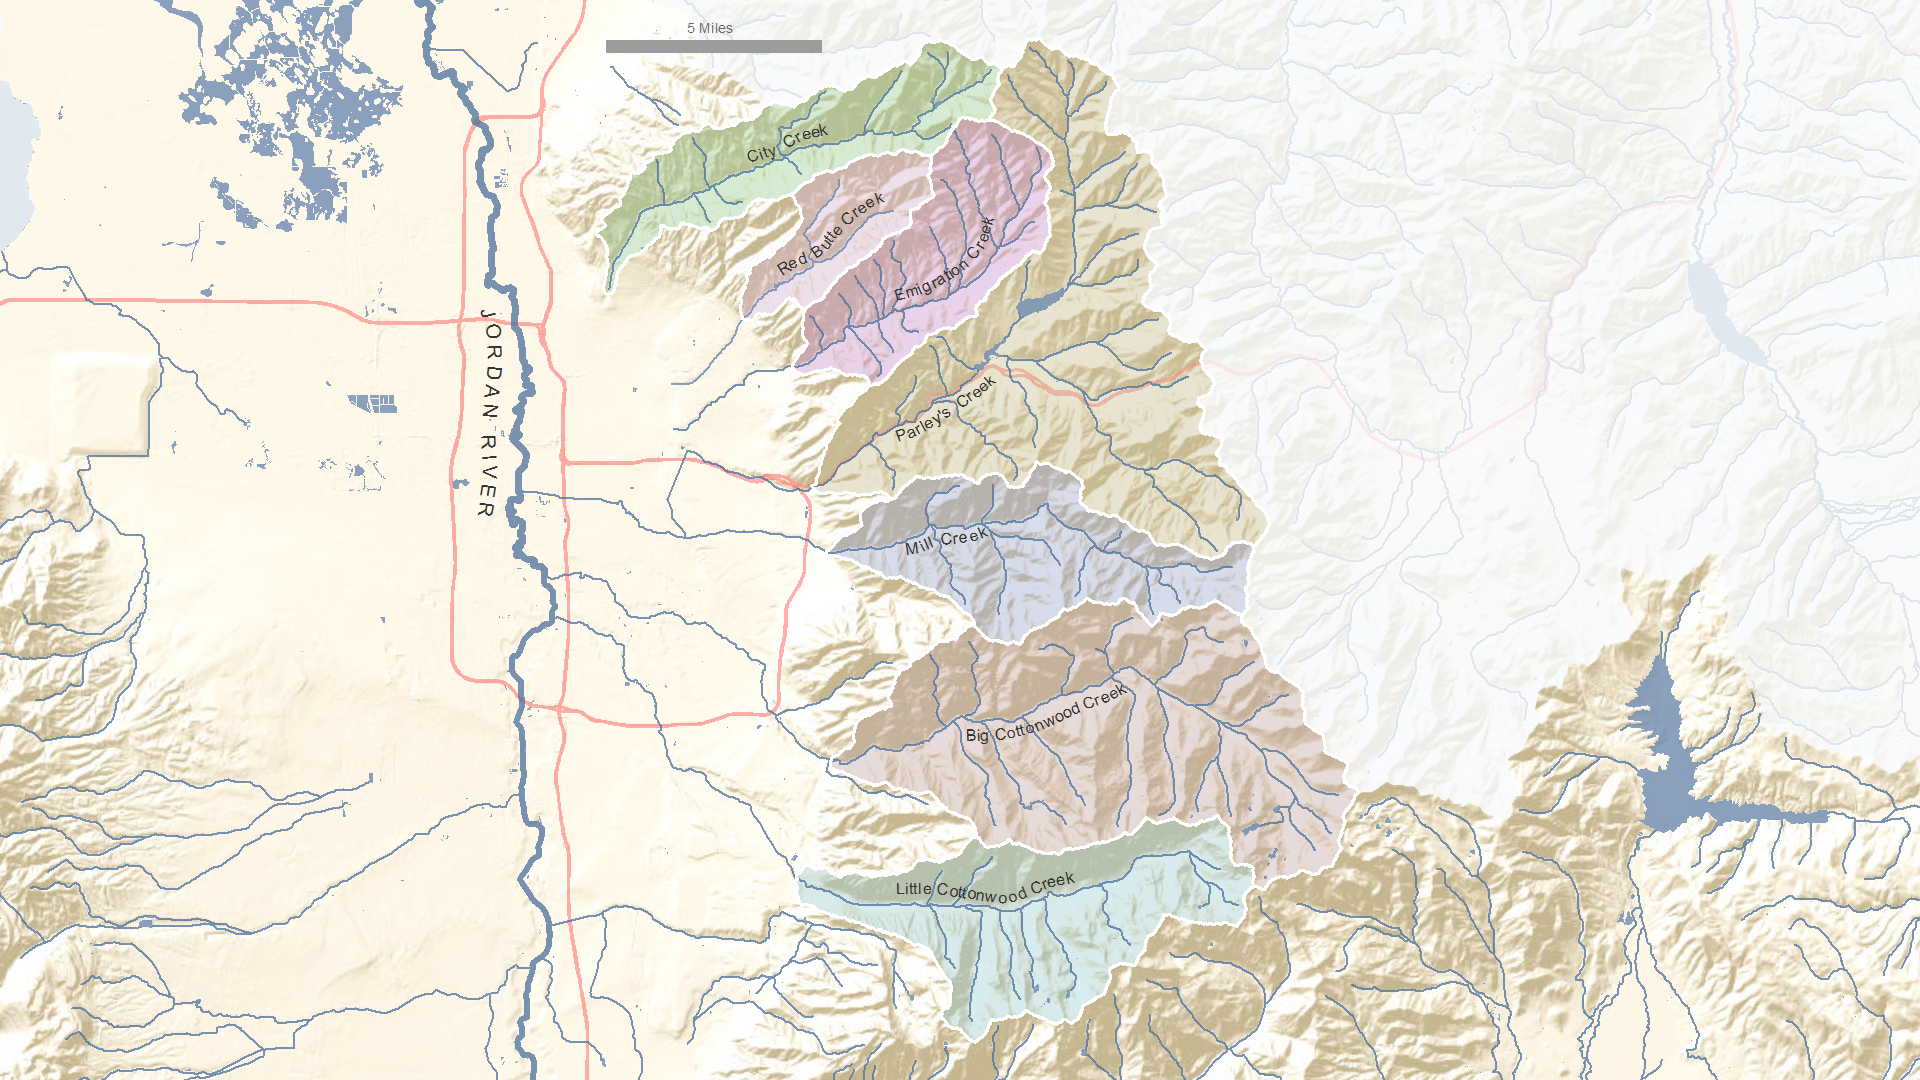 5 Miles
City Creek
Red Butte Creek
Emigration Creek
JORDAN RIVER
Parley's Creek
Mill Creek
Big Cottonwood Creek
Little Cottonwood Creek